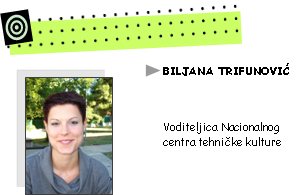 BILJANA TRIFUNOVIĆ
Voditeljica Nacionalnog
centra tehničke kulture